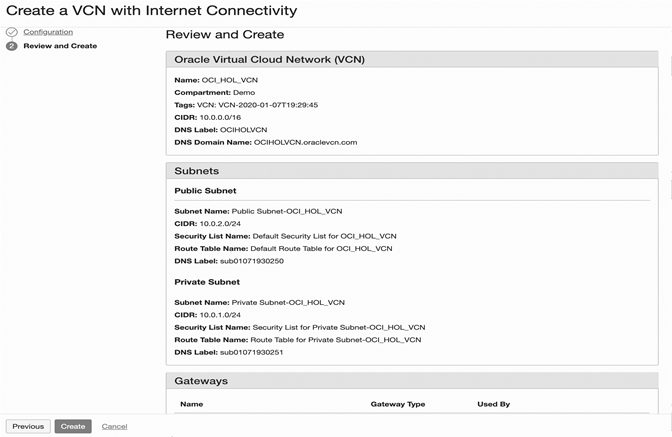 Create a VCN with Internet Connectivity
Configuration
2 Review and Create
Review and Create
Oracle Virtual Cloud Network (VCN)
Name: OCI_HOL_VCN
Compartment: Demo
Tags: VCN: VCN-2020-01-07T19:29:45
CIDR: 10.0.0.0/16
DNS Label: OCIHOLVCN
DNS Domain Name: OCIHOLVCN.oraclevcn.com
Subnets
Public Subnet
Subnet Name: Public Subnet-OCI_HOL_VCN
CIDR: 10.0.2.0/24
Security List Name: Default Security List for OCI_HOL_VCN
Route Table Name: Default Route Table for OCI_HOL_VCN
DNS Label: sub01071930250
Private Subnet
Subnet Name: Private Subnet-OCI_HOL_VCN
CIDR: 10.0.1.0/24
Security List Name: Security List for Private Subnet-OCI_HOL_VCN
Route Table Name: Route Table for Private Subnet-OCI_HOL_VCN
DNS Label: sub01071930251
Gateways
Name Gateway Type Used By
Previous Create Cancel